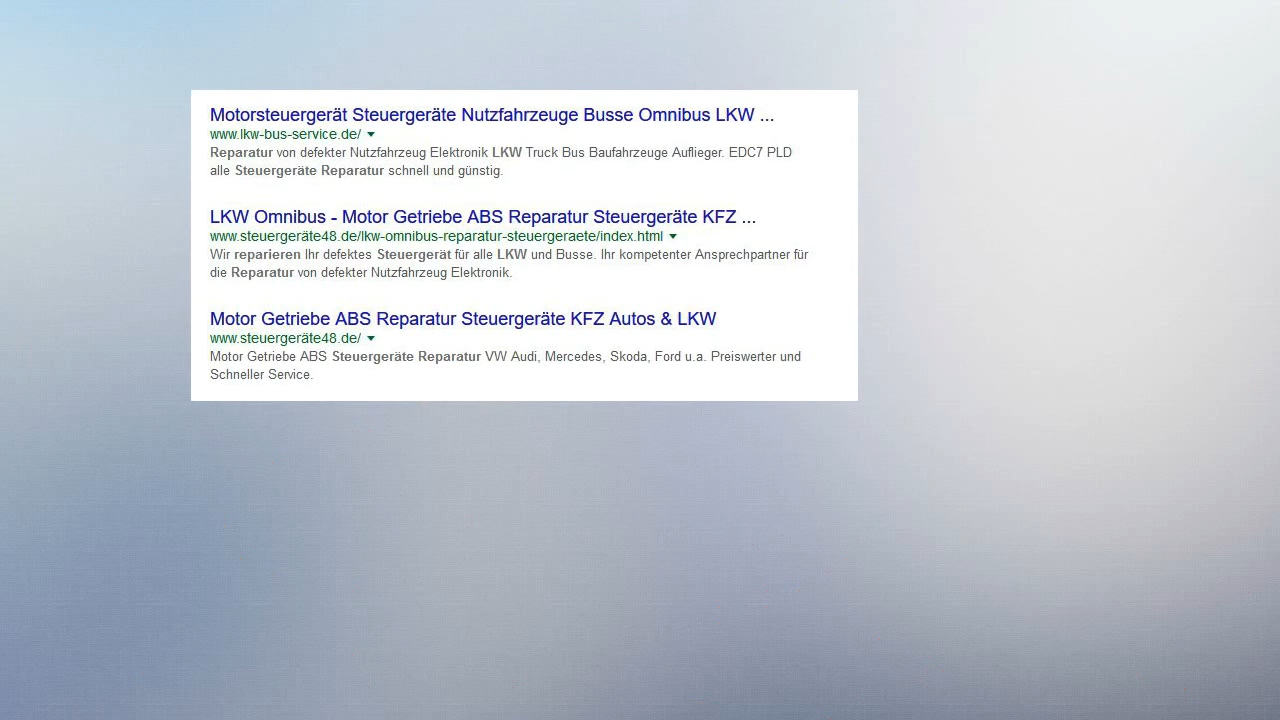 Motorsteuergerät Steuergeräte Nutzfahrzeuge Busse Omnibus LKW ...
www.lkw-bus-service.de/
Reparatur von defekter Nutzfahrzeug Elektronik LKW Truck Bus Baufahrzeuge Auflieger. EDC7 PLD
alle Steuergeräte Reparatur schnell und günstig.
LKW Omnibus - Motor Getriebe ABS Reparatur Steuergeräte KFZ ...
www.steuergeräte48.de/lkw-omnibus-reparatur-steuergeraete/index.html
Wir reparieren Ihr defektes Steuergerät für alle LKW und Busse. Ihr kompetenter Ansprechpartner für
die Reparatur von defekter Nutzfahrzeug Elektronik.
Motor Getriebe ABS Reparatur Steuergeräte KFZ Autos & LKW
www.steuergeräte48.de/
Motor Getriebe ABS Steuergeräte Reparatur VW Audi, Mercedes, Skoda, Ford u.a. Preiswerter und
Schneller Service.